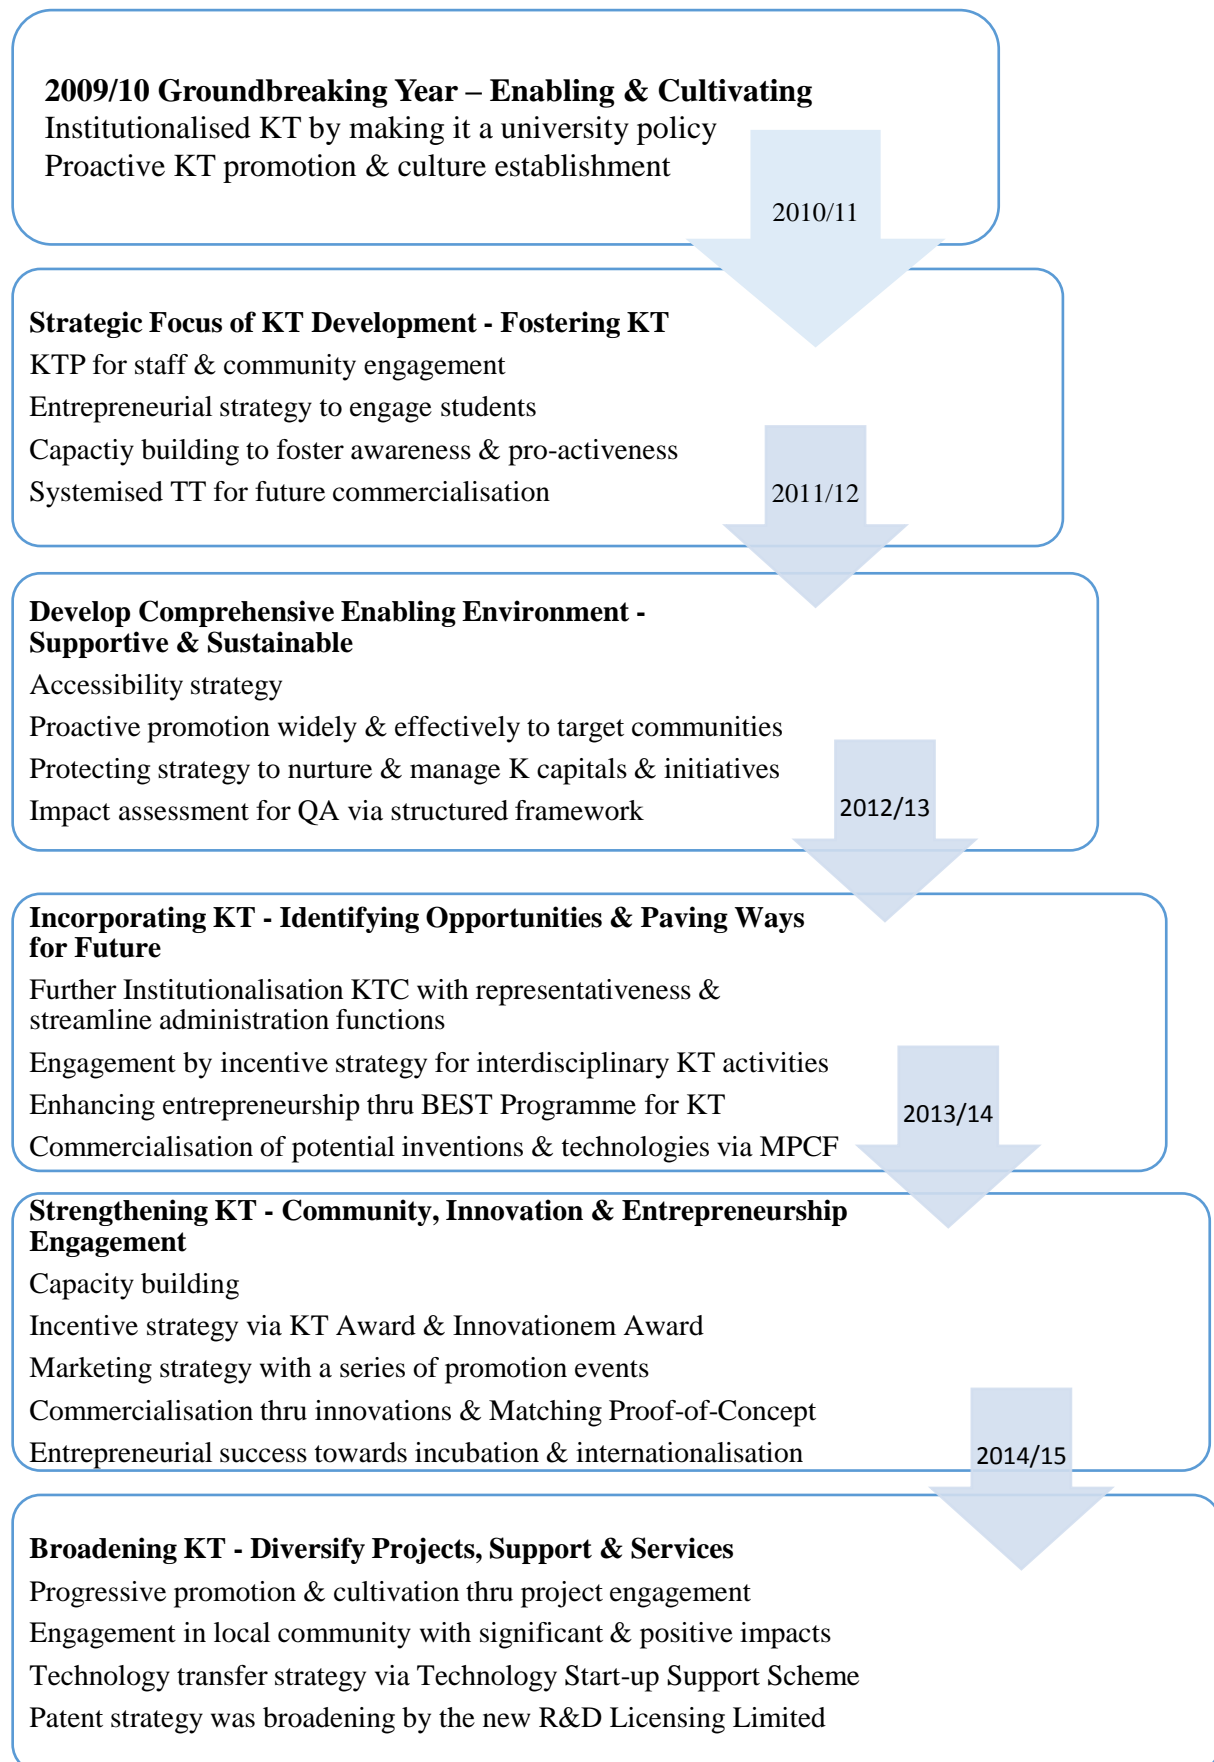 2009/10 Groundbreaking Year – Enabling & Cultivating
Institutionalised KT by making it a university policy
Proactive KT promotion & culture establishment
2010/11
Strategic Focus of KT Development - Fostering KT
KTP for staff & community engagement
Entrepreneurial strategy to engage students
Capactiy building to foster awareness & pro-activeness
Systemised TT for future commercialisation
2011/12
Develop Comprehensive Enabling Environment -
Supportive & Sustainable
Accessibility strategy
Proactive promotion widely & effectively to target communities
Protecting strategy to nurture & manage K capitals & initiatives
Impact assessment for QA via structured framework
2012/13
Incorporating KT - Identifying Opportunities & Paving Ways
for Future
Further Institutionalisation KTC with representativeness &
streamline administration functions
Engagement by incentive strategy for interdisciplinary KT activities
Enhancing entrepreneurship thru BEST Programme for KT
Commercialisation of potential inventions & technologies via MPCF
2013/14
Strengthening KT - Community, Innovation & Entrepreneurship
Engagement
Capacity building
Incentive strategy via KT Award & Innovationem Award
Marketing strategy with a series of promotion events
Commercialisation thru innovations & Matching Proof-of-Concept
Entrepreneurial success towards incubation & internationalisation
2014/15
Broadening KT - Diversify Projects, Support & Services
Progressive promotion & cultivation thru project engagement
Engagement in local community with significant & positive impacts
Technology transfer strategy via Technology Start-up Support Scheme
Patent strategy was broadening by the new R&D Licensing Limited